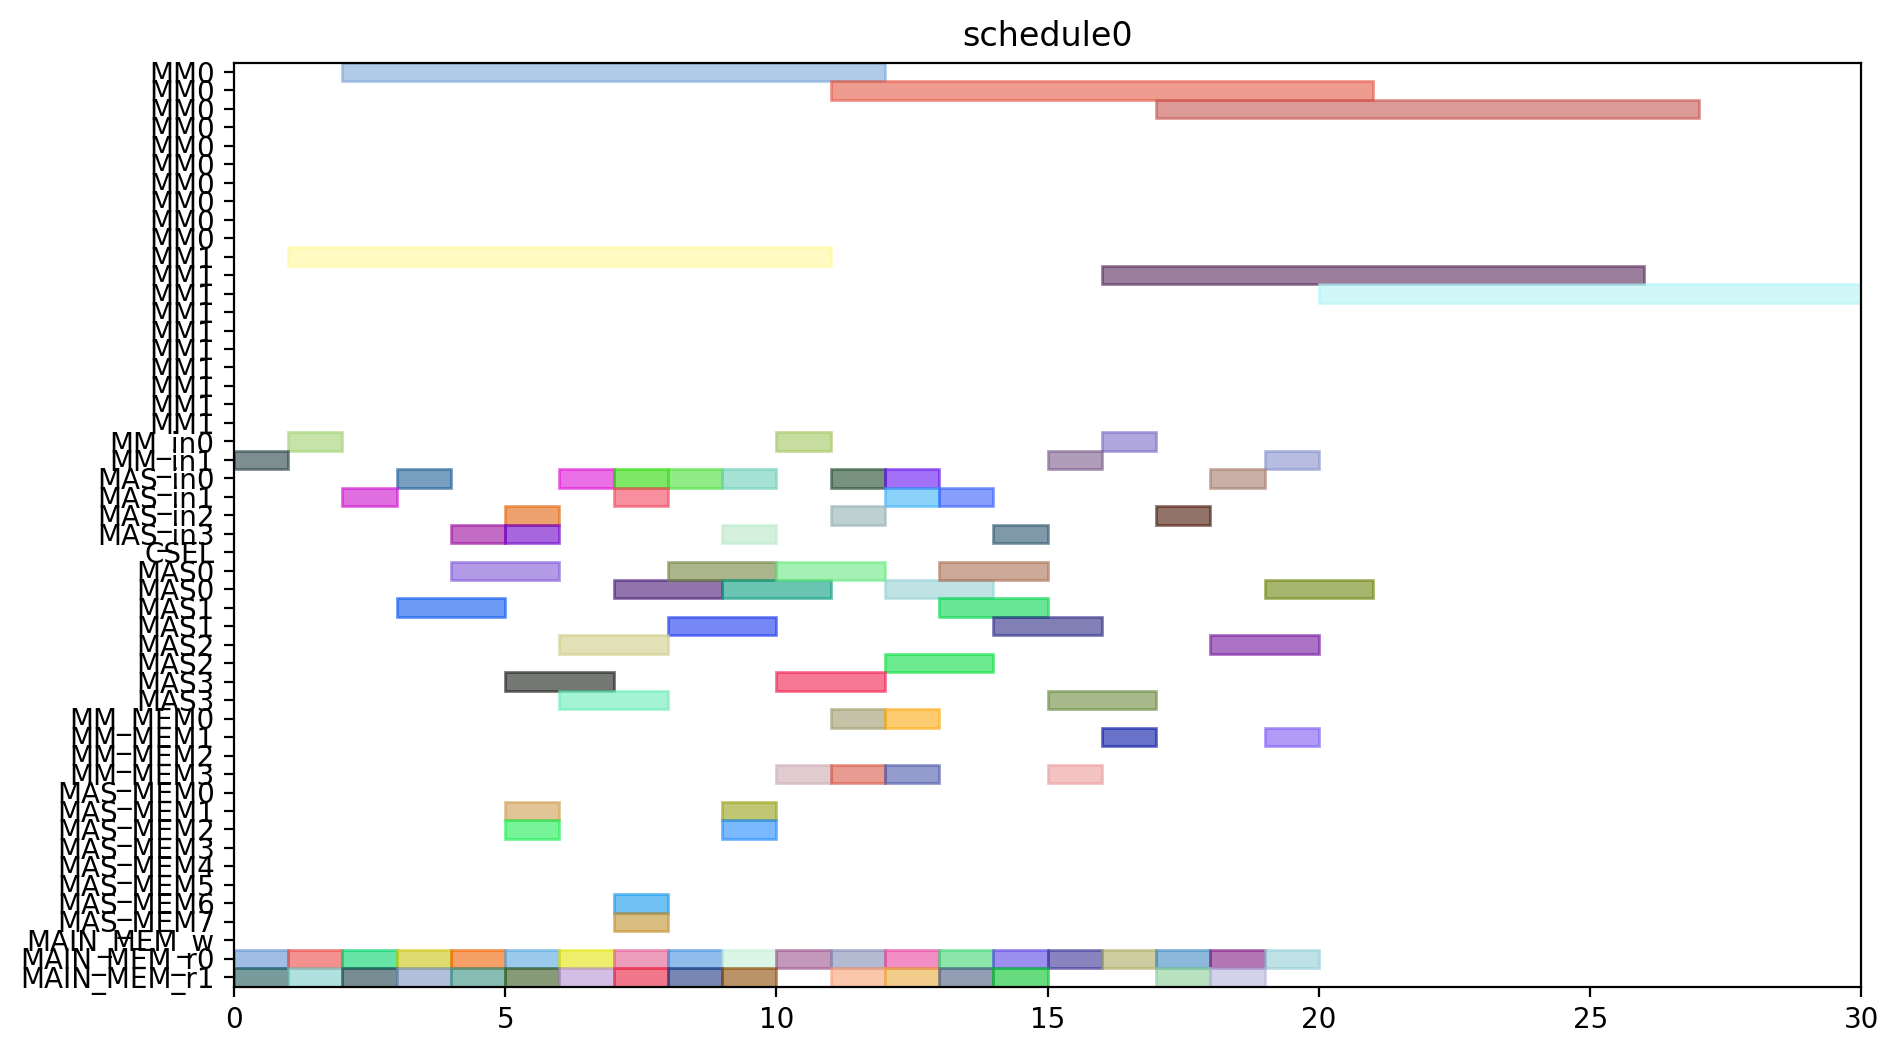 schedule0
MM0
MM0
MM0
MM0
MM0
MM0
MM0
MM0
MM0
MM0
MM1
MM1
MM1
MM1
MM1
MM1
MM1
MM1
MM1
MM1
MM_in0
MM_in1
MAS_in0
MAS_in1
MAS_in2
MAS_in3
CSEL
MAS0
MAS0
MAS1
MAS1
MAS2
MAS2
MAS3
MAS3
MM_MEM0
MM_MEM1
MM_MEM2
MM_MEM3
MAS_MEM0
MAS_MEM1
MAS_MEM2
MAS_MEM3
MAS_MEM4
MAS_MEM5
MAS_MEM6
MAS_MEM7
MAIN_MEM_w
MAIN_MEM_r0
MAIN_MEM_r1
0 5 10 15 20 25 30